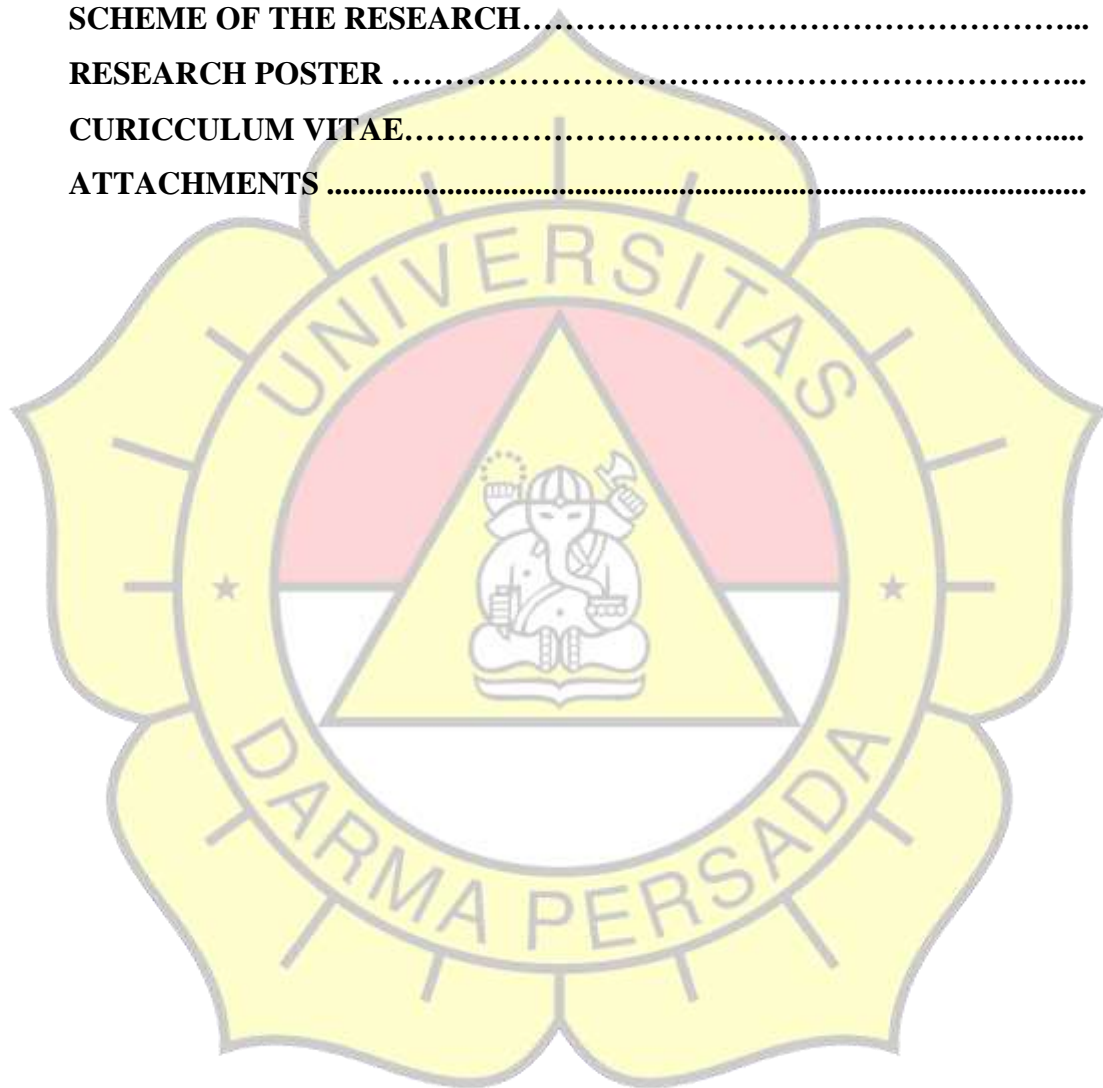 SCHEME OF THE RESEARCH…………………………………………………...
RESEARCH POSTER …………………………………………………………...
CURICCULUM VITAE……………………………………………………….....
ATTACHMENTS ...............................................................................................
UNIVERSITAS
DARMA PERSADA